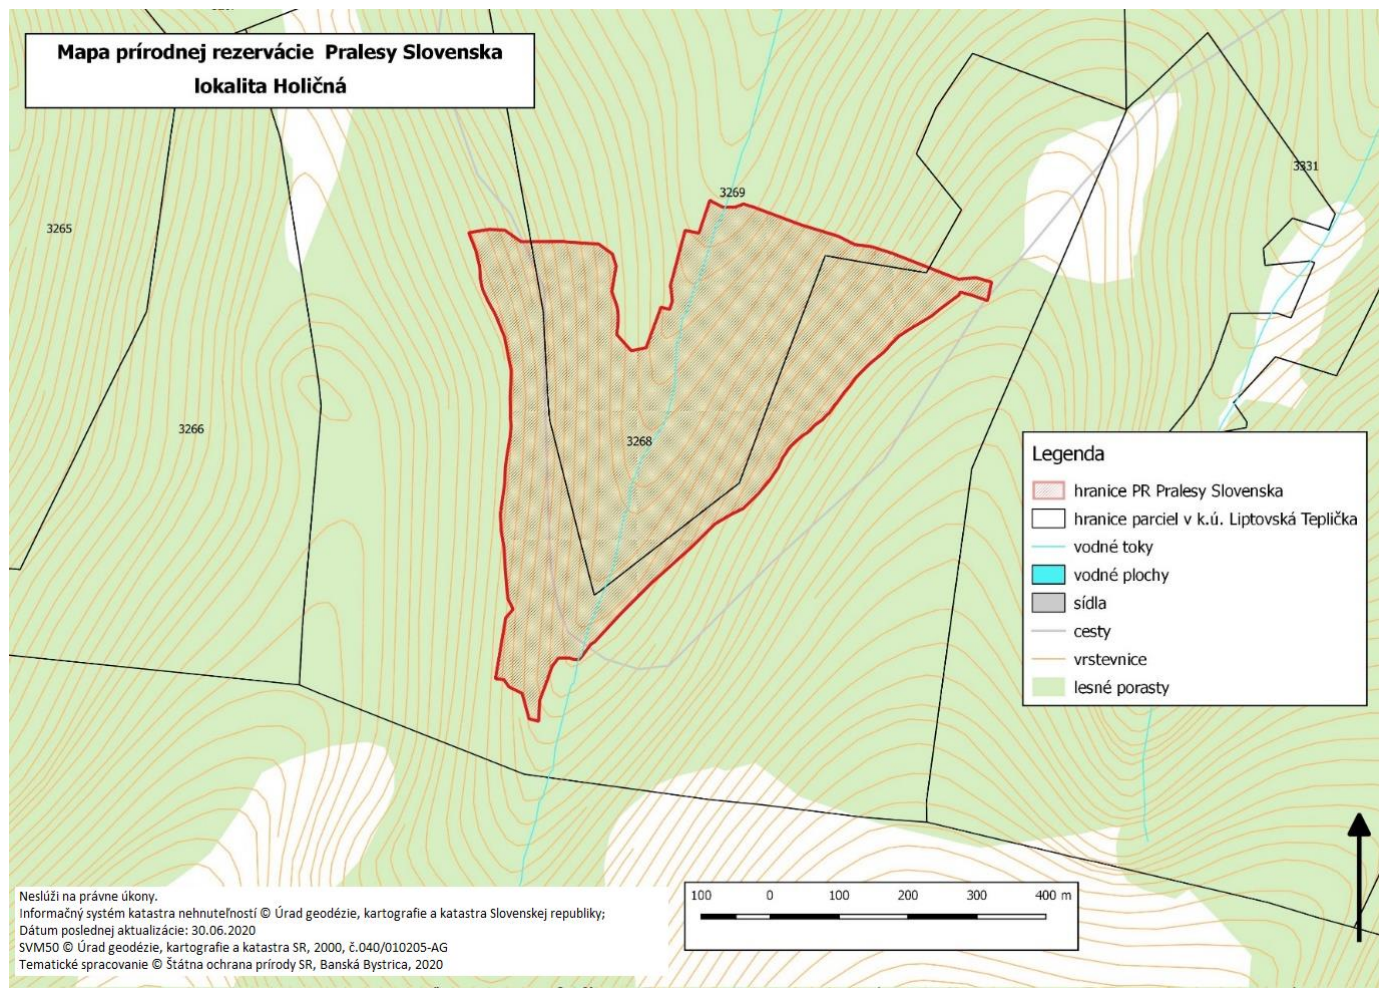 Mapa prírodnej rezervácie Pralesy Slovenska
lokalita Holičná
3269
3331
3265
3266
3268
Legenda
hranice PR Pralesy Slovenska
hranice parciel v k.ú. Liptovská Teplička
vodné toky
vodné plochy
sídla
cesty
vrstevnice
lesné porasty
Neslúži na právne úkony.
Informačný systém katastra nehnuteľností © Úrad geodézie, kartografie a katastra Slovenskej republiky;
Dátum poslednej aktualizácie: 30.06.2020
SVM50 © Úrad geodézie, kartografie a katastra SR, 2000, č.040/010205-AG
Tematické spracovanie © Štátna ochrana prírody SR, Banská Bystrica, 2020
100 0 100 200 300 400 m